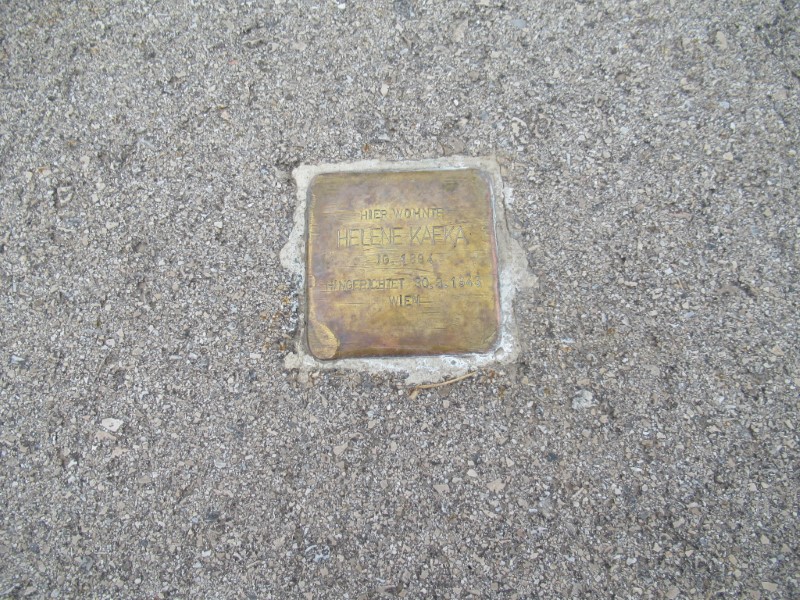 HIER WOHNTE
HELENE KAFKA
JG. 1894
HINGERICHTET 30.3.1943
WIEN